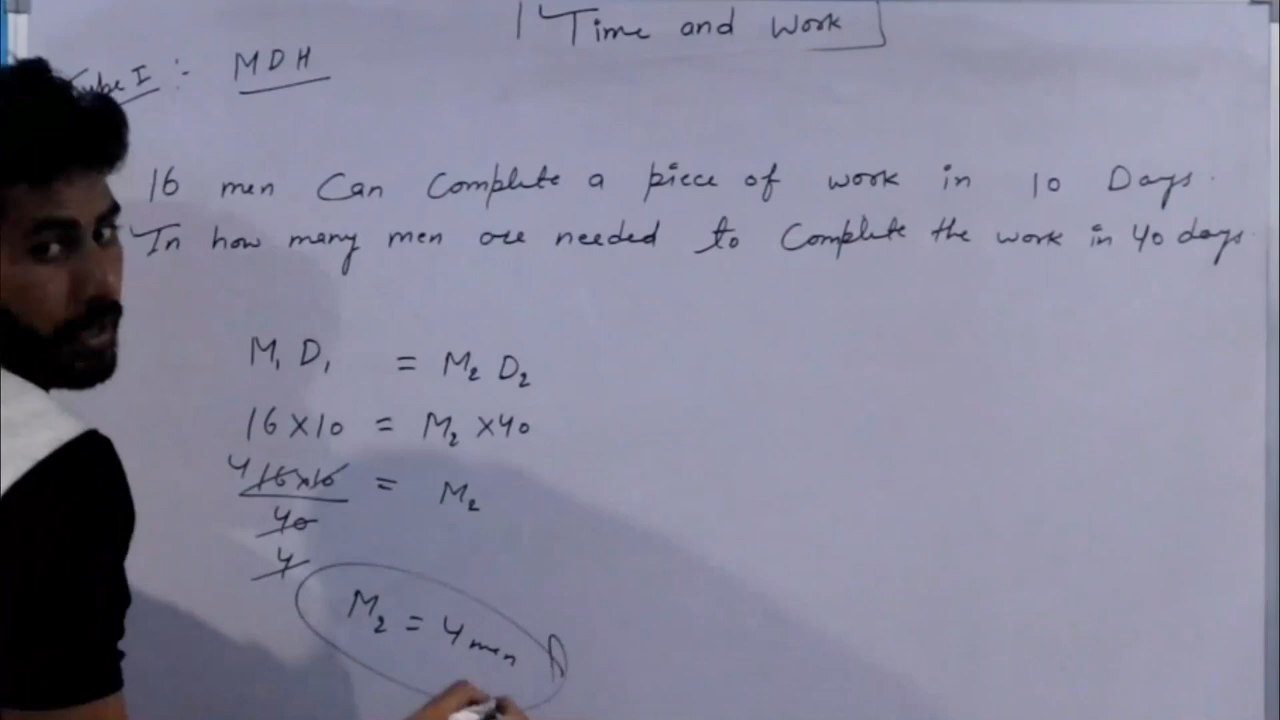 Time and Work
Type I :- MDH
16 men Can Complete a piece of work in 10 Days.
In how many men are needed to Complete the work in 40 days
M₁ D₁ = M₂ D₂
16 × 10 = M₂ × 40
4 16×10 = M₂
40
4
M₂ = 4 men